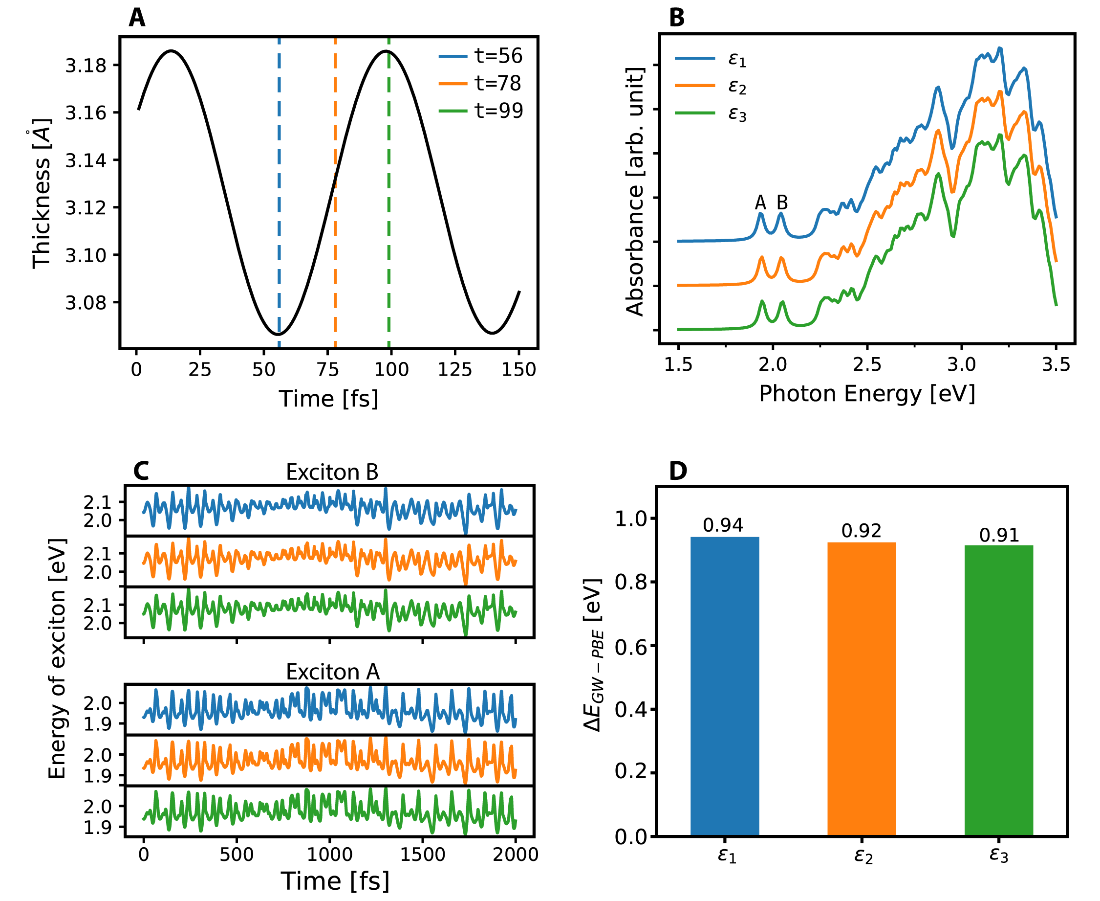 A
Thickness [Å]
3.18
3.16
3.14
3.12
3.10
3.08
t=56
t=78
t=99
0 25 50 75 100 125 150
Time [fs]
B
Absorbance [arb. unit]
ε1
ε2
ε3
A B
1.5 2.0 2.5 3.0 3.5
Photon Energy [eV]
C
Exciton B
Energy of exciton [eV]
2.1
2.0
2.1
2.0
2.1
2.0
Exciton A
2.0
1.9
2.0
1.9
2.0
1.9
0 500 1000 1500 2000
Time [fs]
D
ΔE_{GW−PBE} [eV]
1.0
0.8
0.6
0.4
0.2
0.0
0.94 0.92 0.91
ε1 ε2 ε3